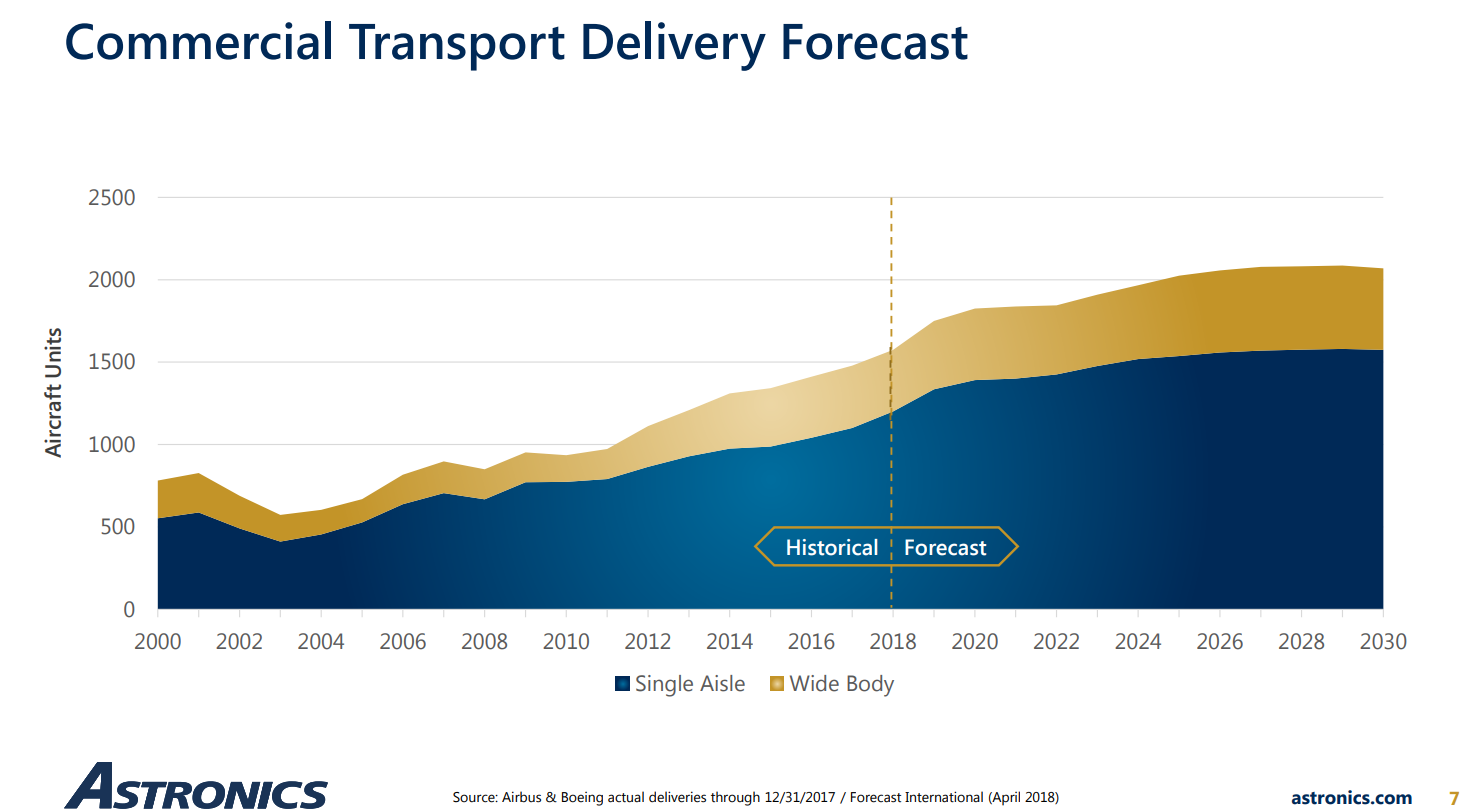 Commercial Transport Delivery Forecast
2500
2000
1500
1000
500
0
Aircraft Units
Historical Forecast
2000 2002 2004 2006 2008 2010 2012 2014 2016 2018 2020 2022 2024 2026 2028 2030
Single Aisle Wide Body
ASTRONICS
Source: Airbus & Boeing actual deliveries through 12/31/2017 / Forecast International (April 2018)
astronics.com 7